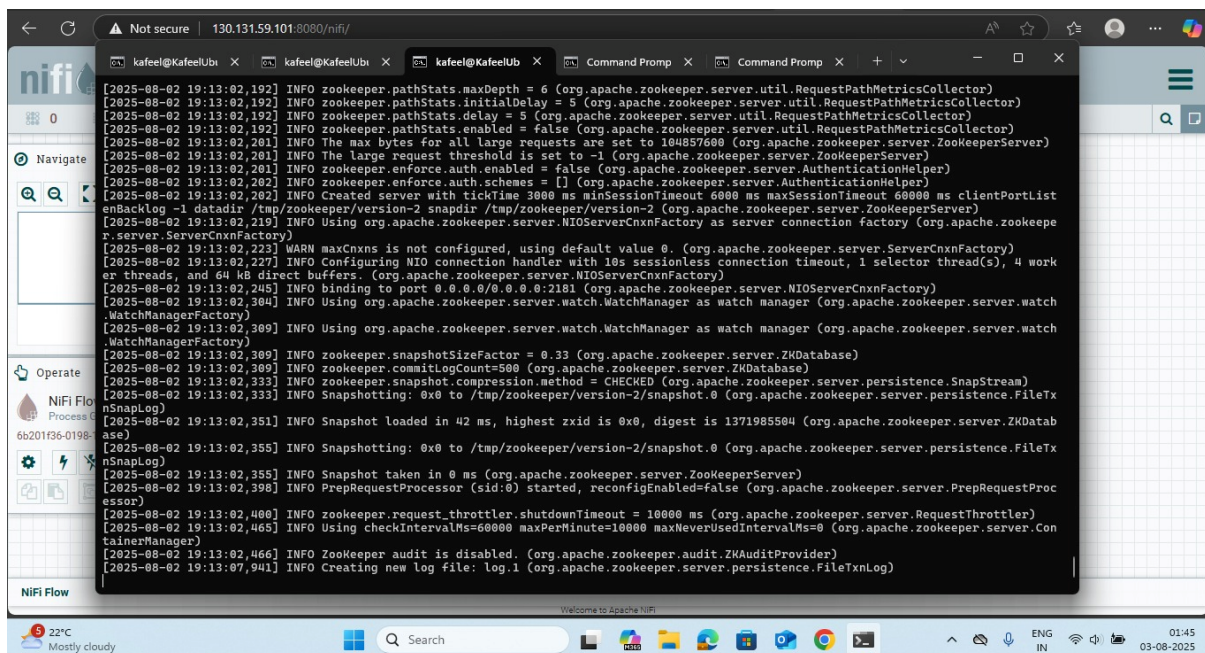 Not secure 130.131.59.101:8080/nifi/
kafeel@KafeelUbı kafeel@KafeelUbı kafeel@KafeelUb Command Promp Command Promp
nifi
0
Navigate
Operate
NiFi Flo
Process G
6b201f36-0198-
[2025-08-02 19:13:02,192] INFO zookeeper.pathStats.maxDepth = 6 (org.apache.zookeeper.server.util.RequestPathMetricsCollector)
[2025-08-02 19:13:02,192] INFO zookeeper.pathStats.initialDelay = 5 (org.apache.zookeeper.server.util.RequestPathMetricsCollector)
[2025-08-02 19:13:02,192] INFO zookeeper.pathStats.delay = 5 (org.apache.zookeeper.server.util.RequestPathMetricsCollector)
[2025-08-02 19:13:02,192] INFO zookeeper.pathStats.enabled = false (org.apache.zookeeper.server.util.RequestPathMetricsCollector)
[2025-08-02 19:13:02,201] INFO The max bytes for all large requests are set to 104857600 (org.apache.zookeeper.server.ZooKeeperServer)
[2025-08-02 19:13:02,201] INFO The large request threshold is set to -1 (org.apache.zookeeper.server.ZooKeeperServer)
[2025-08-02 19:13:02,201] INFO zookeeper.enforce.auth.enabled = false (org.apache.zookeeper.server.AuthenticationHelper)
[2025-08-02 19:13:02,202] INFO zookeeper.enforce.auth.schemes = [] (org.apache.zookeeper.server.AuthenticationHelper)
[2025-08-02 19:13:02,202] INFO Created server with tickTime 3000 ms minSessionTimeout 6000 ms maxSessionTimeout 60000 ms clientPortList
enBacklog -1 datadir /tmp/zookeeper/version-2 snapdir /tmp/zookeeper/version-2 (org.apache.zookeeper.server.ZooKeeperServer)
[2025-08-02 19:13:02,219] INFO Using org.apache.zookeeper.server.NIOServerCnxnFactory as server connection factory (org.apache.zookeepe
r.server.ServerCnxnFactory)
[2025-08-02 19:13:02,223] WARN maxCnxns is not configured, using default value 0. (org.apache.zookeeper.server.ServerCnxnFactory)
[2025-08-02 19:13:02,227] INFO Configuring NIO connection handler with 10s sessionless connection timeout, 1 selector thread(s), 4 work
er threads, and 64 kB direct buffers. (org.apache.zookeeper.server.NIOServerCnxnFactory)
[2025-08-02 19:13:02,245] INFO binding to port 0.0.0.0/0.0.0.0:2181 (org.apache.zookeeper.server.NIOServerCnxnFactory)
[2025-08-02 19:13:02,304] INFO Using org.apache.zookeeper.server.watch.WatchManager as watch manager (org.apache.zookeeper.server.watch
.WatchManagerFactory)
[2025-08-02 19:13:02,309] INFO Using org.apache.zookeeper.server.watch.WatchManager as watch manager (org.apache.zookeeper.server.watch
.WatchManagerFactory)
[2025-08-02 19:13:02,309] INFO zookeeper.snapshotSizeFactor = 0.33 (org.apache.zookeeper.server.ZKDatabase)
[2025-08-02 19:13:02,309] INFO zookeeper.commitLogCount=500 (org.apache.zookeeper.server.ZKDatabase)
[2025-08-02 19:13:02,333] INFO zookeeper.snapshot.compression.method = CHECKED (org.apache.zookeeper.server.persistence.SnapStream)
[2025-08-02 19:13:02,333] INFO Snapshotting: 0x0 to /tmp/zookeeper/version-2/snapshot.0 (org.apache.zookeeper.server.persistence.FileTx
nSnapLog)
[2025-08-02 19:13:02,351] INFO Snapshot loaded in 42 ms, highest zxid is 0x0, digest is 1371985504 (org.apache.zookeeper.server.ZKDatab
ase)
[2025-08-02 19:13:02,355] INFO Snapshotting: 0x0 to /tmp/zookeeper/version-2/snapshot.0 (org.apache.zookeeper.server.persistence.FileTx
nSnapLog)
[2025-08-02 19:13:02,355] INFO Snapshot taken in 0 ms (org.apache.zookeeper.server.ZooKeeperServer)
[2025-08-02 19:13:02,398] INFO PrepRequestProcessor (sid:0) started, reconfigEnabled=false (org.apache.zookeeper.server.PrepRequestProc
essor)
[2025-08-02 19:13:02,400] INFO zookeeper.request_throttler.shutdownTimeout = 10000 ms (org.apache.zookeeper.server.RequestThrottler)
[2025-08-02 19:13:02,465] INFO Using checkIntervalMs=60000 maxPerMinute=10000 maxNeverUsedIntervalMs=0 (org.apache.zookeeper.server.Con
tainerManager)
[2025-08-02 19:13:02,466] INFO ZooKeeper audit is disabled. (org.apache.zookeeper.audit.ZKAuditProvider)
[2025-08-02 19:13:07,941] INFO Creating new log file: log.1 (org.apache.zookeeper.server.persistence.FileTxnLog)
NiFi Flow
Welcome to Apache NiFi
5 22°C
Mostly cloudy
Search
M365
ENG
IN
01:45
03-08-2025